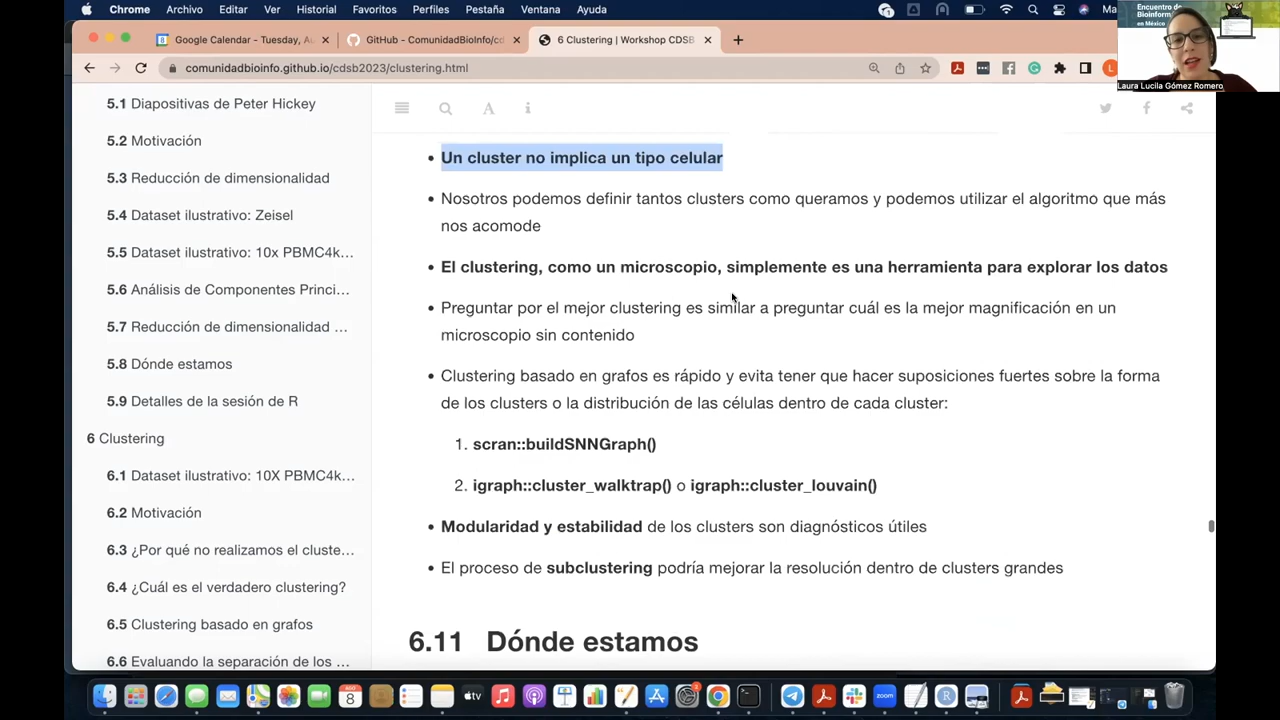 Chrome Archivo Editar Ver Historial Favoritos Perfiles Pestaña Ventana Ayuda
Encuentro de
Bioinform
en México
Laura Lucila Gómez Romero
Google Calendar - Tuesday, Au
GitHub - ComunidadBioInfo/cd
6 Clustering | Workshop CDSB
comunidadbioinfo.github.io/cdsb2023/clustering.html
5.1 Diapositivas de Peter Hickey
5.2 Motivación
5.3 Reducción de dimensionalidad
5.4 Dataset ilustrativo: Zeisel
5.5 Dataset ilustrativo: 10x PBMC4k…
5.6 Análisis de Componentes Princi…
5.7 Reducción de dimensionalidad …
5.8 Dónde estamos
5.9 Detalles de la sesión de R
6 Clustering
6.1 Dataset ilustrativo: 10X PBMC4k…
6.2 Motivación
6.3 ¿Por qué no realizamos el cluste…
6.4 ¿Cuál es el verdadero clustering?
6.5 Clustering basado en grafos
6.6 Evaluando la separación de los …
• Un cluster no implica un tipo celular
• Nosotros podemos definir tantos clusters como queramos y podemos utilizar el algoritmo que más
nos acomode
• El clustering, como un microscopio, simplemente es una herramienta para explorar los datos
• Preguntar por el mejor clustering es similar a preguntar cuál es la mejor magnificación en un
microscopio sin contenido
• Clustering basado en grafos es rápido y evita tener que hacer suposiciones fuertes sobre la forma
de los clusters o la distribución de las células dentro de cada cluster:
1. scran::buildSNNGraph()
2. igraph::cluster_walktrap() o igraph::cluster_louvain()
• Modularidad y estabilidad de los clusters son diagnósticos útiles
• El proceso de subclustering podría mejorar la resolución dentro de clusters grandes
6.11 Dónde estamos
AGO
8
tv
zoom
R